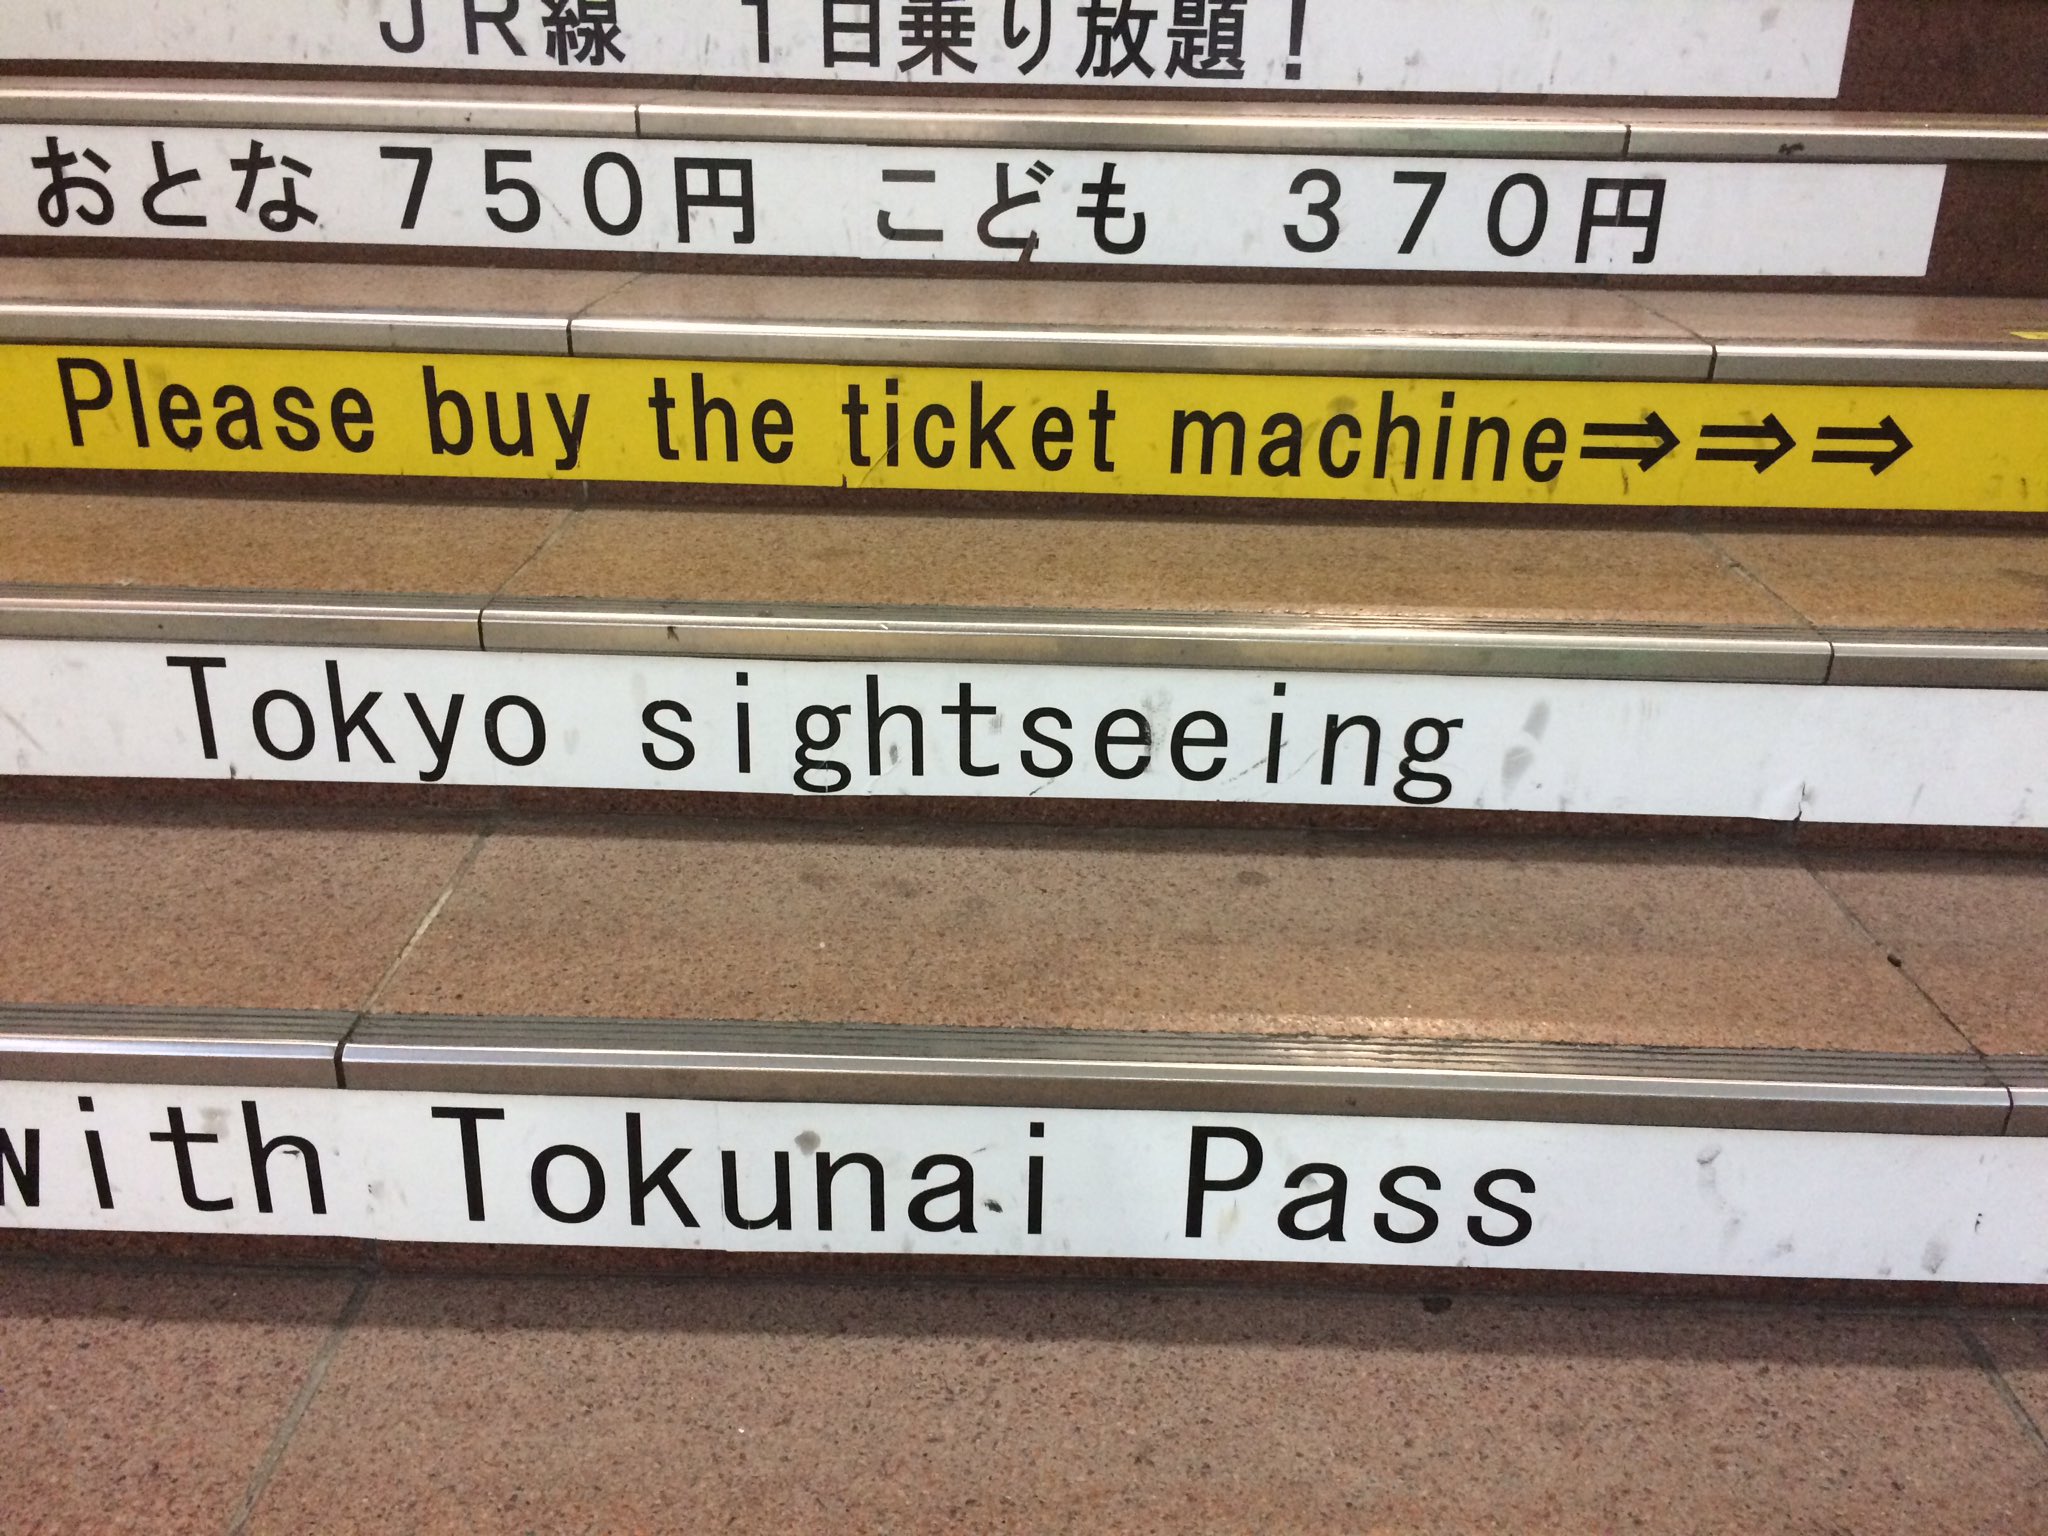 JR線 1日乗り放題!
おとな 750円 こども 370円
Please buy the ticket machine⇒⇒⇒
Tokyo sightseeing
with Tokunai Pass